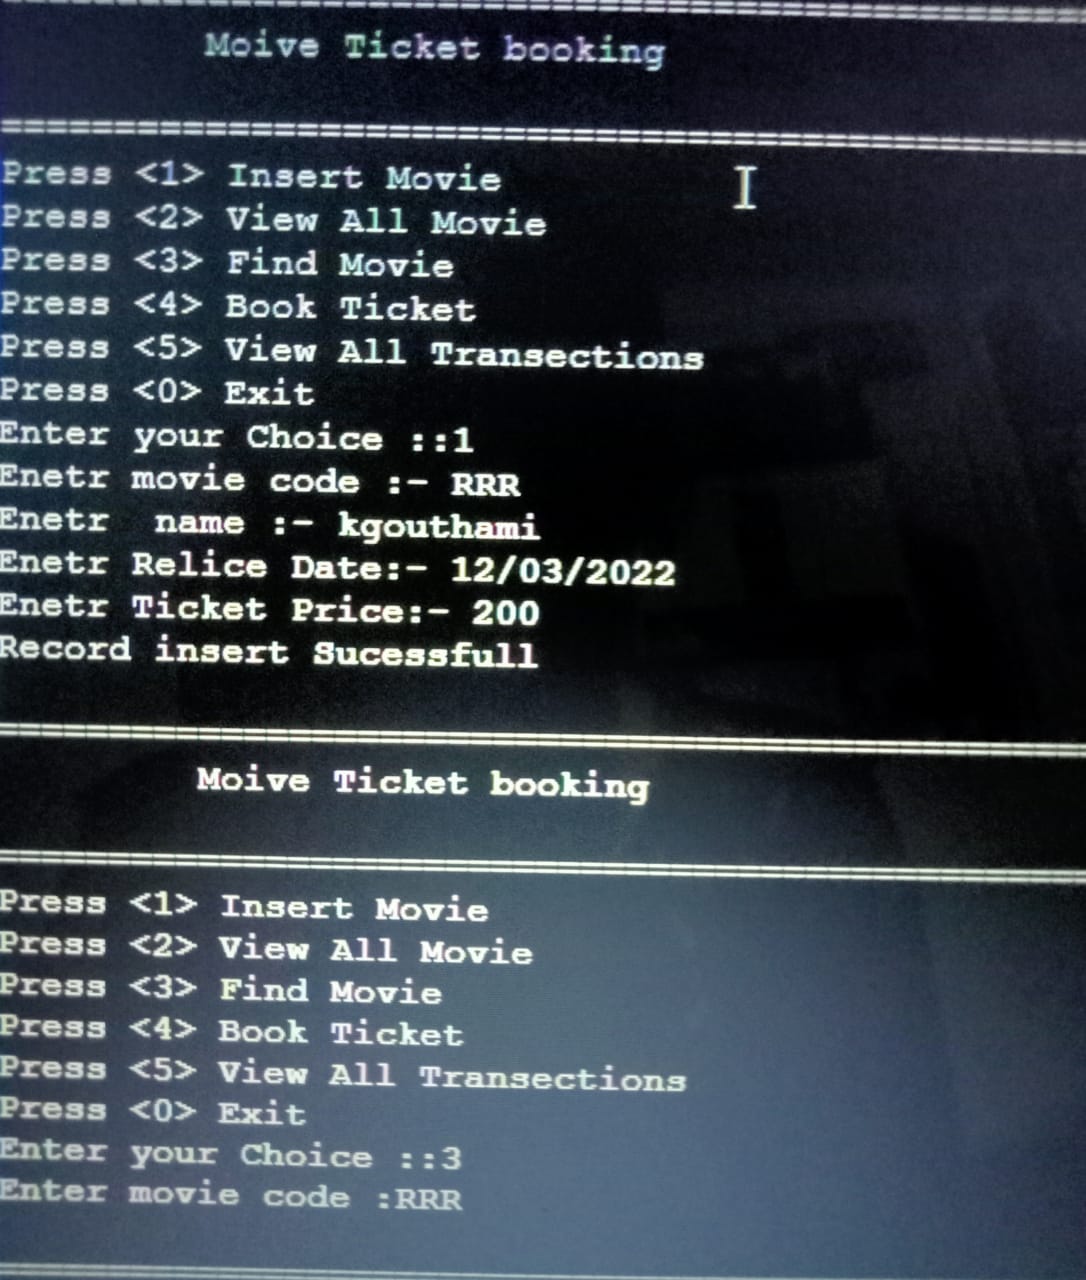 Moive Ticket booking
Press <1> Insert Movie
Press <2> View All Movie
Press <3> Find Movie
Press <4> Book Ticket
Press <5> View All Transections
Press <0> Exit
Enter your Choice ::1
Enetr movie code :- RRR
Enetr  name :- kgouthami
Enetr Relice Date:- 12/03/2022
Enetr Ticket Price:- 200
Record insert Sucessfull
Moive Ticket booking
Press <1> Insert Movie
Press <2> View All Movie
Press <3> Find Movie
Press <4> Book Ticket
Press <5> View All Transections
Press <0> Exit
Enter your Choice ::3
Enter movie code :RRR